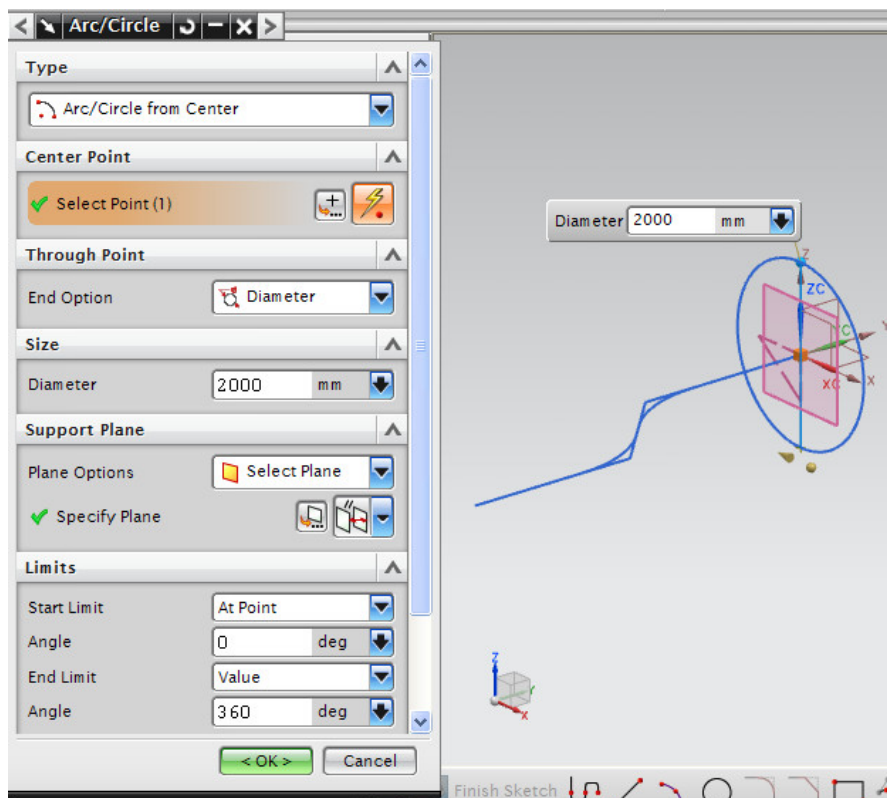 Arc/Circle
Type
Arc/Circle from Center
Center Point
Select Point (1)
Through Point
End Option
Diameter
Size
Diameter
2000 mm
Support Plane
Plane Options
Select Plane
Specify Plane
Limits
Start Limit
At Point
Angle
0 deg
End Limit
Value
Angle
360 deg
< OK >
Cancel
Diameter 2000 mm
Z
ZC
Y
YC
X
XC
Z
Y
X
Finish Sketch